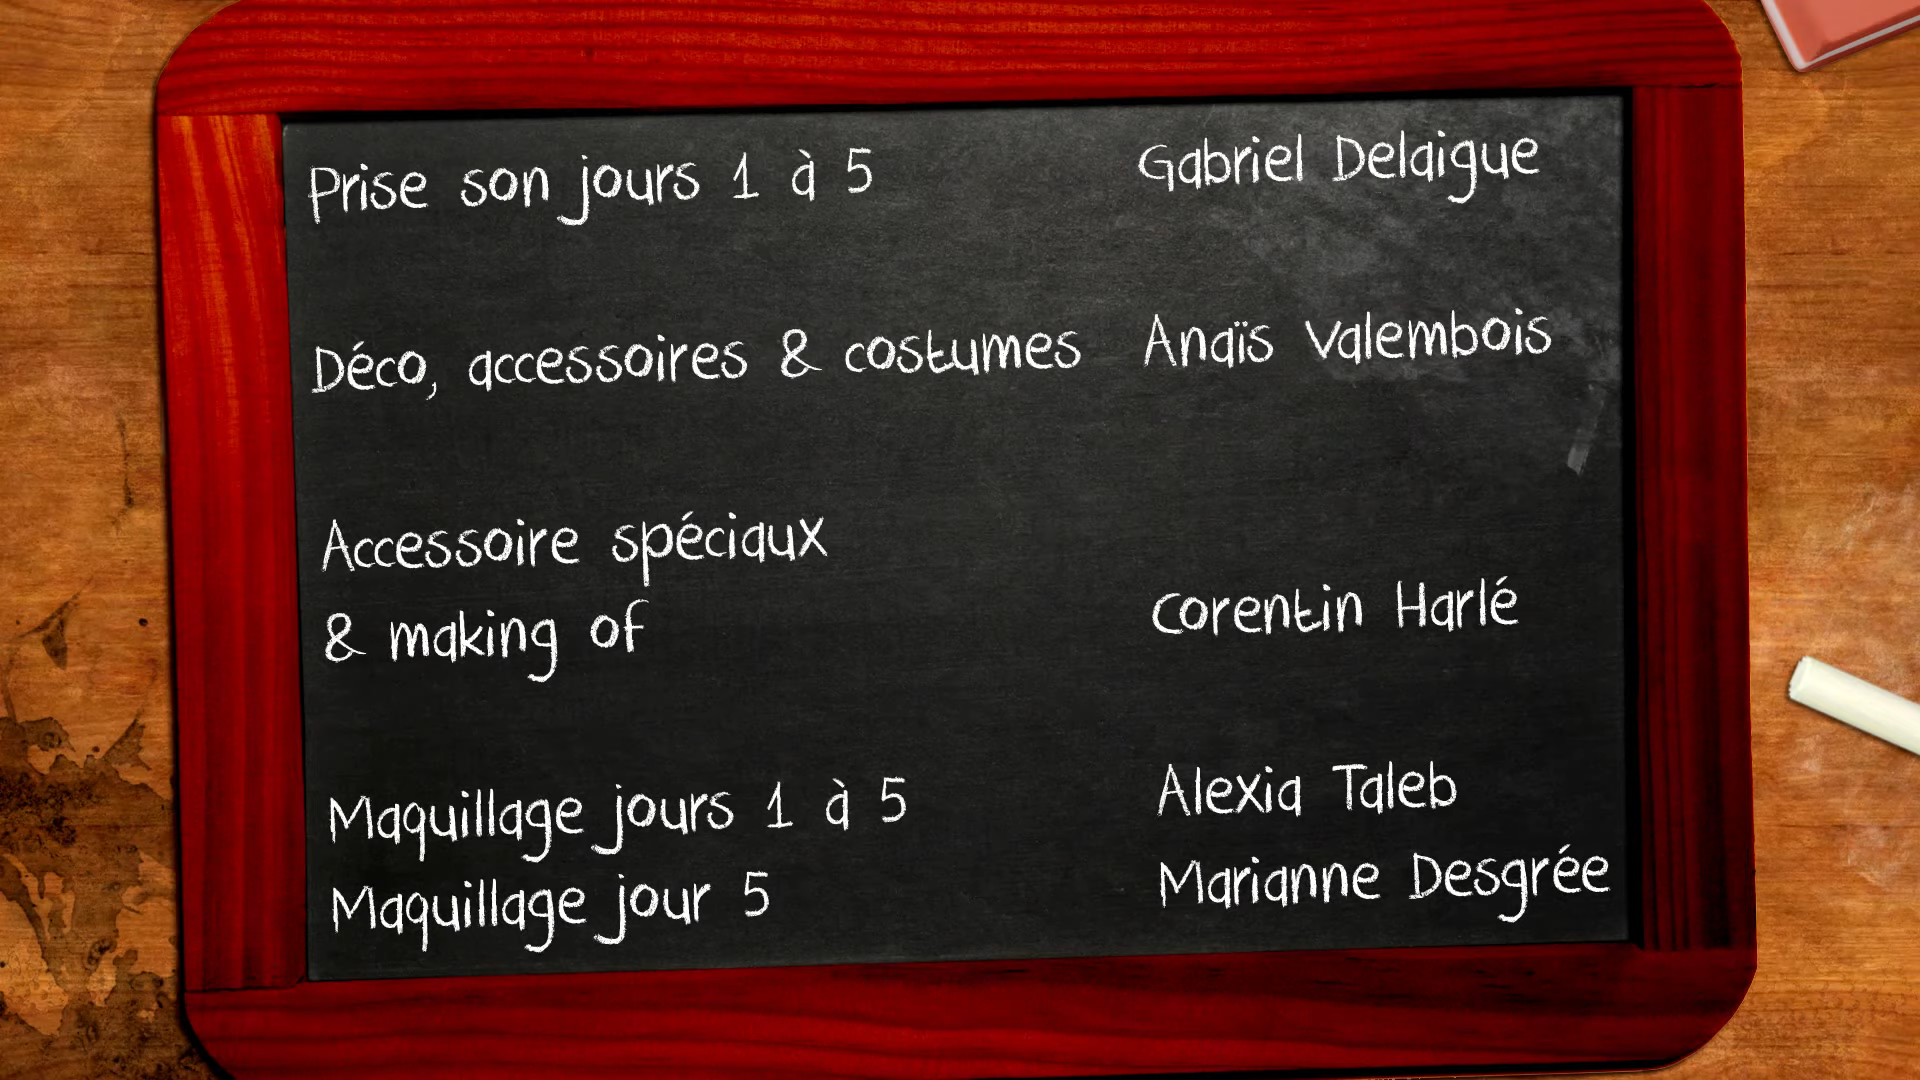 Prise son jours 1 à 5 Gabriel Delaigue
Déco, accessoires & costumes Anaïs Valembois
Accessoire spéciaux
& making of Corentin Harlé
Maquillage jours 1 à 5 Alexia Taleb
Maquillage jour 5 Marianne Desgrée